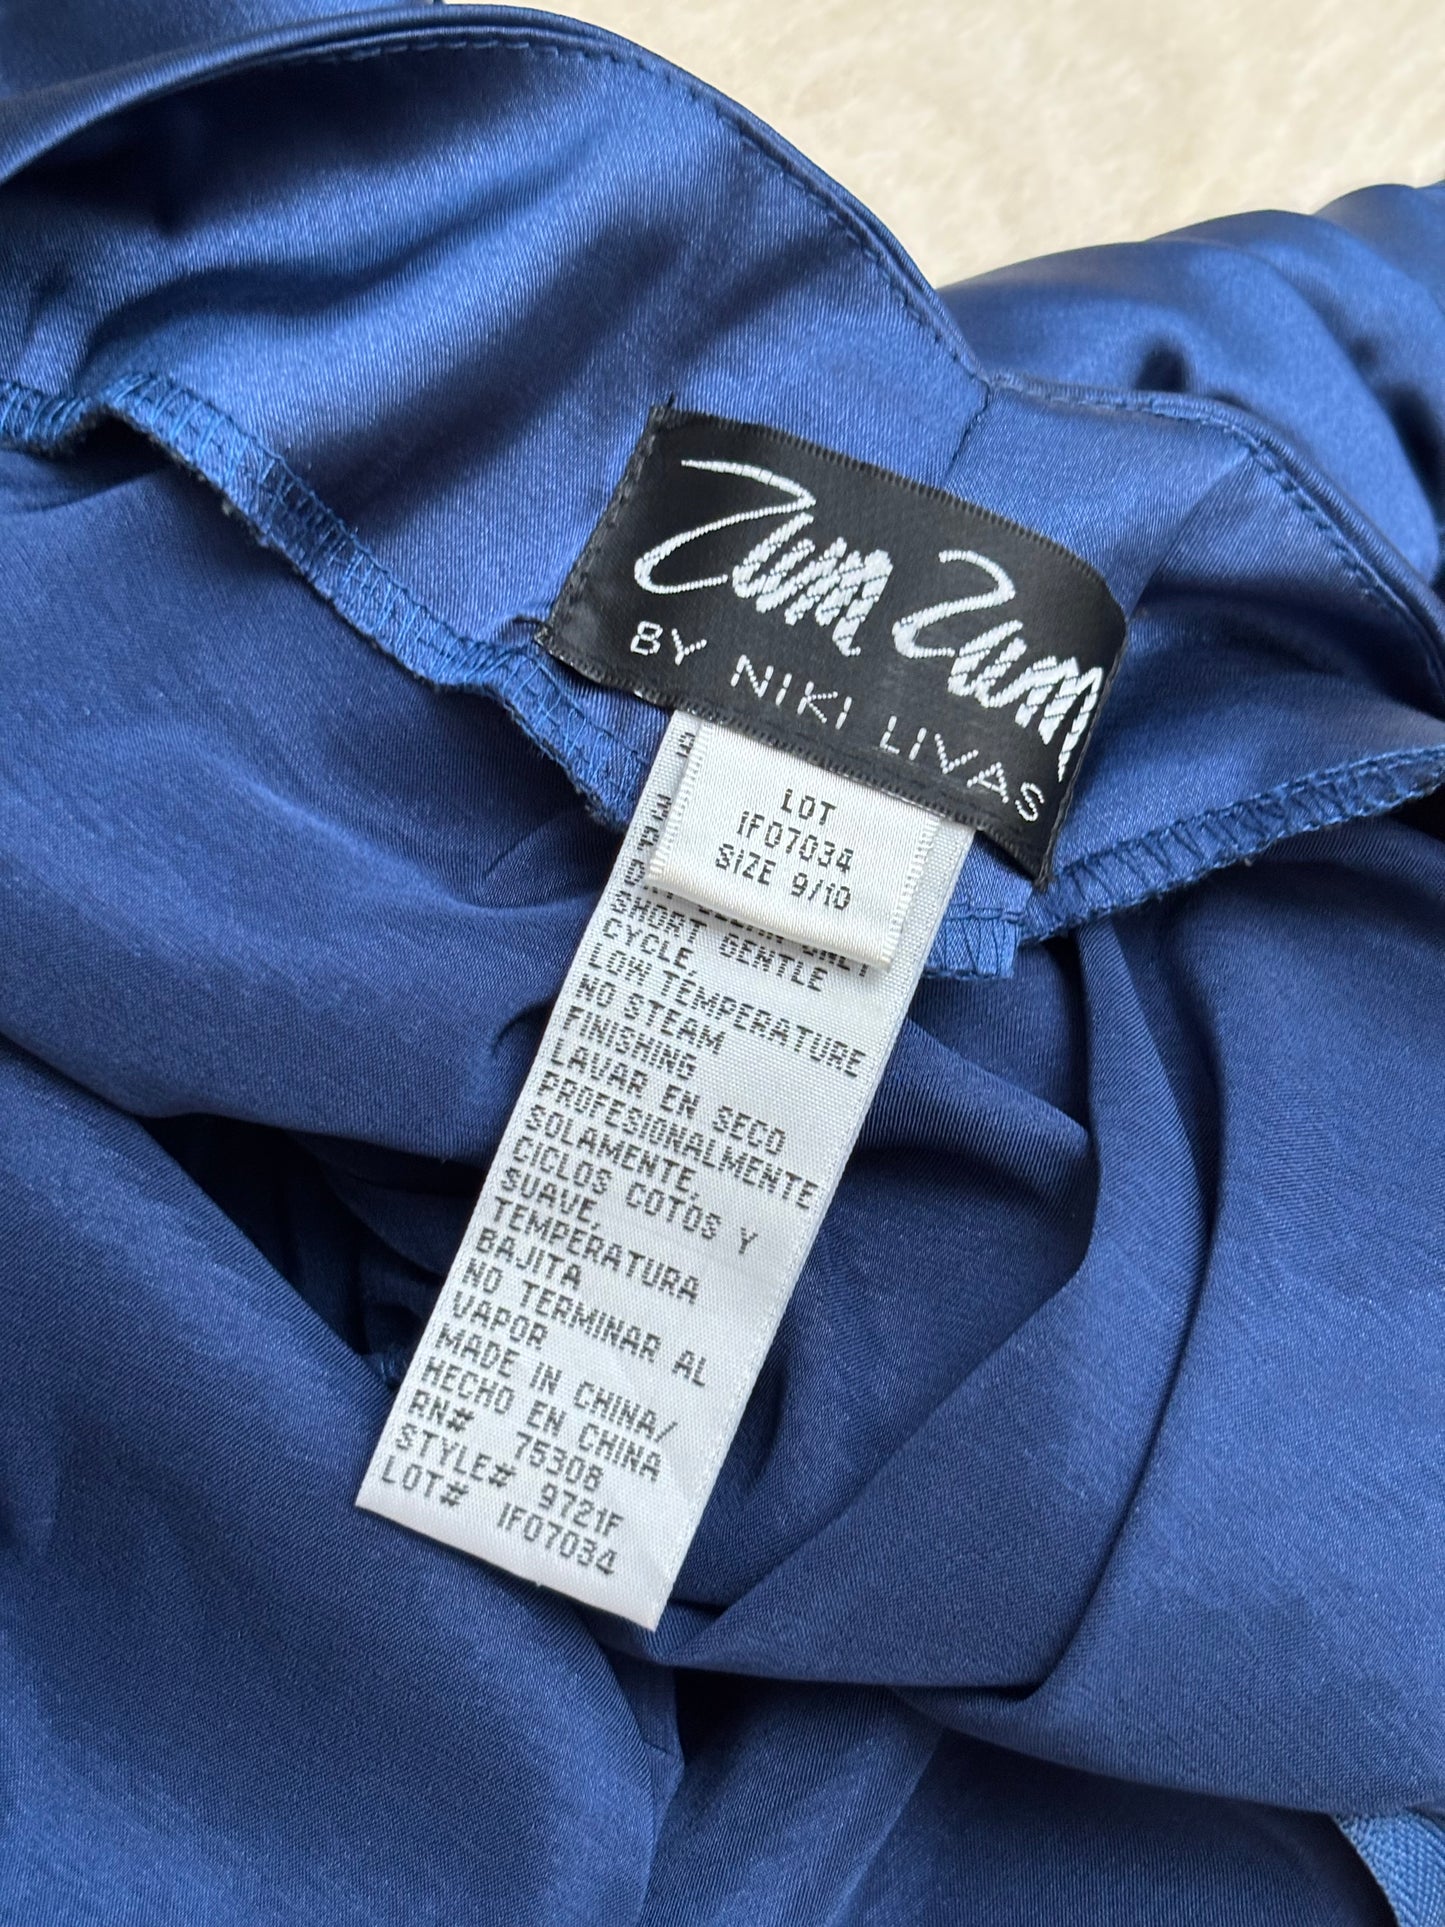 Zum Zum
BY NIKI LIVAS
LOT
1F07034
SIZE 9/10
SHORT GENTLE
CYCLE,
LOW TEMPERATURE
NO STEAM
FINISHING
LAVAR EN SECO
PROFESIONALMENTE
SOLAMENTE,
CICLOS COTOS Y
SUAVE,
TEMPERATURA
BAJITA
NO TERMINAR AL
VAPOR
MADE IN CHINA/
HECHO EN CHINA
RN# 75308
STYLE# 9721F
LOT# 1F07034